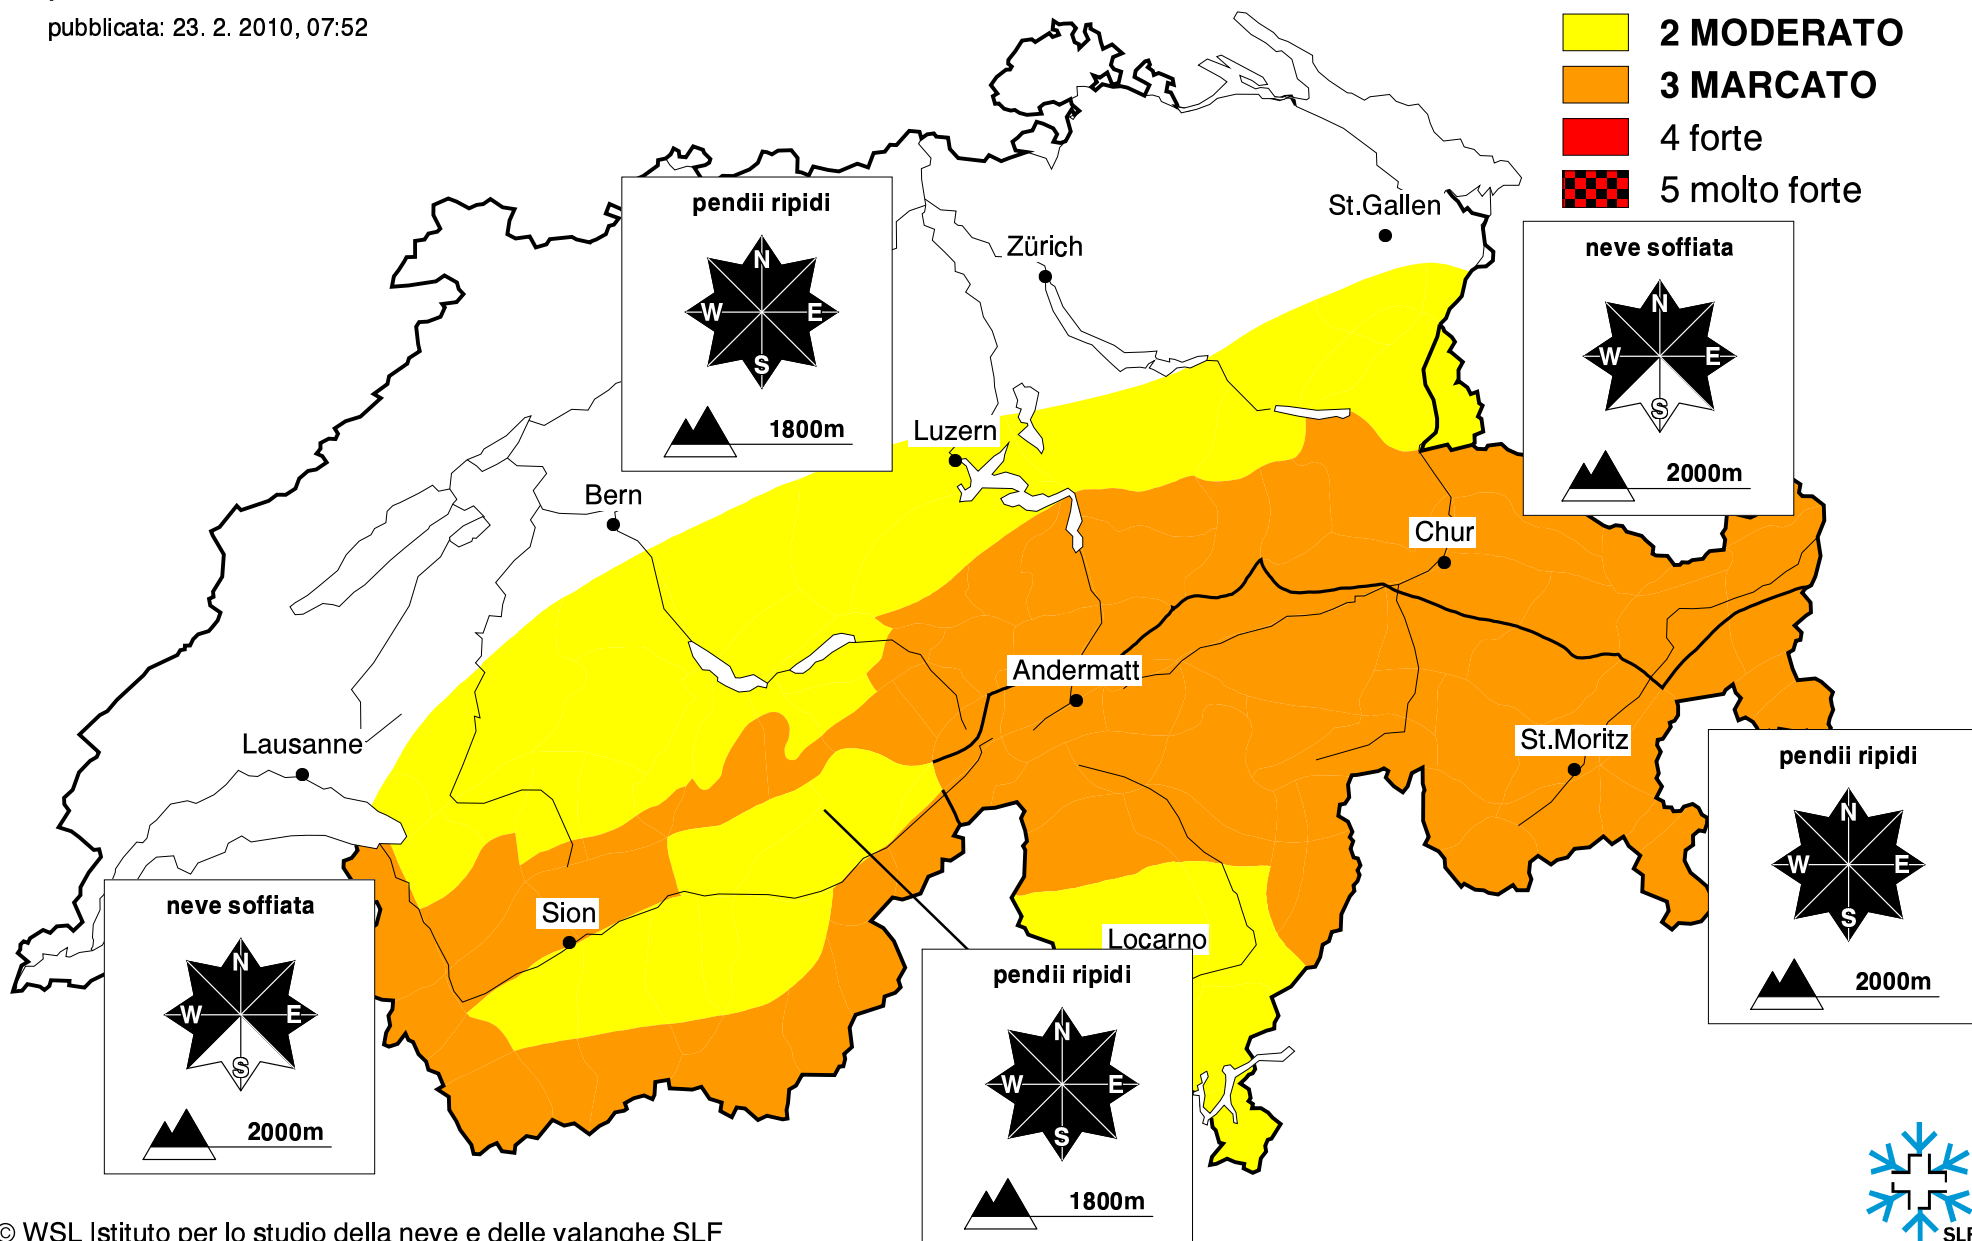 pubblicata: 23. 2. 2010, 07:52
2 MODERATO
3 MARCATO
4 forte
5 molto forte
pendii ripidi
N
W E
S
1800m
St.Gallen
Zürich
neve soffiata
N
W E
S
2000m
Luzern
Bern
Chur
Andermatt
Lausanne
St.Moritz
pendii ripidi
N
W E
S
2000m
Sion
Locarno
neve soffiata
N
W E
S
2000m
pendii ripidi
N
W E
S
1800m
© WSL Istituto per lo studio della neve e delle valanghe SLF
SLF